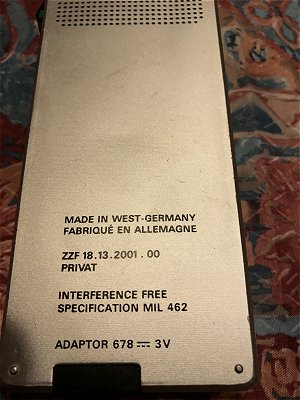 MADE IN WEST-GERMANY
FABRIQUÉ EN ALLEMAGNE
ZZF 18.13.2001.00
PRIVAT
INTERFERENCE FREE
SPECIFICATION MIL 462
ADAPTOR 678 ⎓ 3V